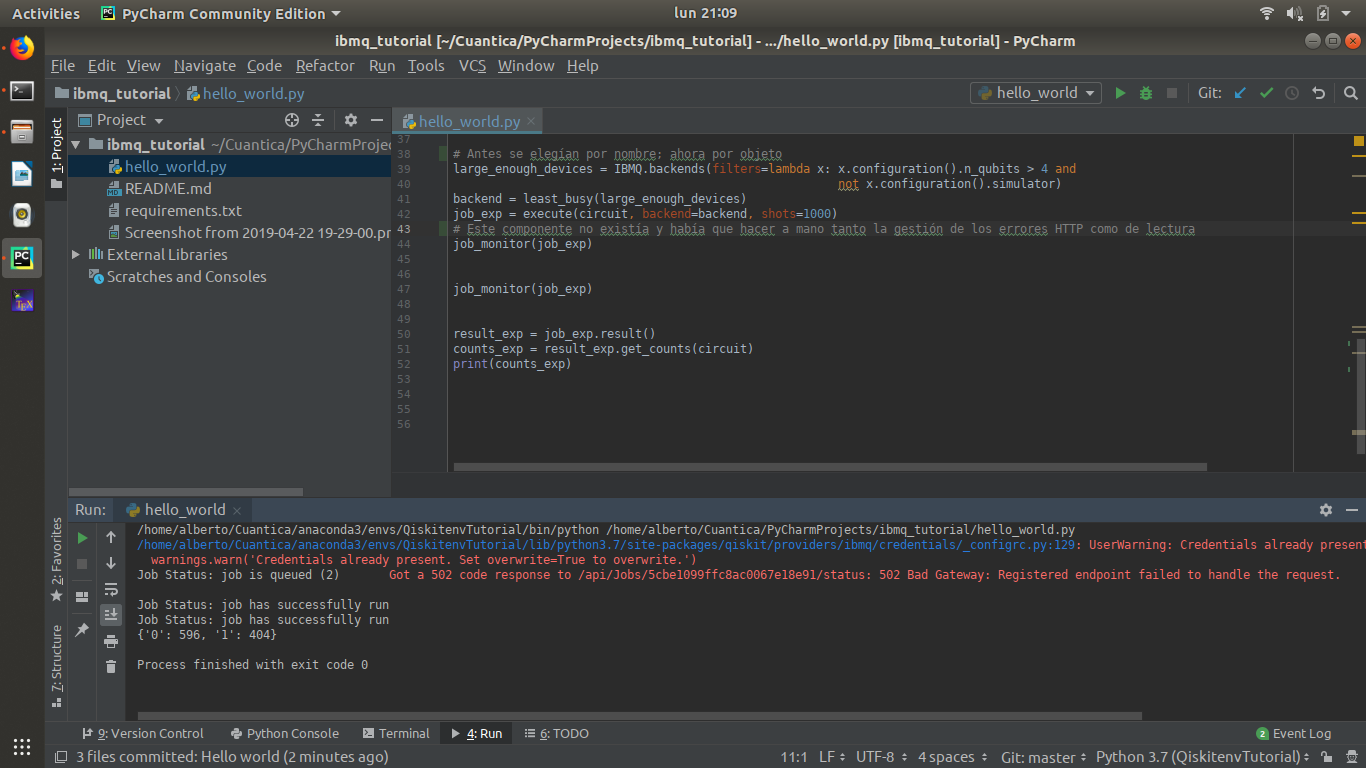 Activities PyCharm Community Edition lun 21:09
ibmq_tutorial [~/Cuantica/PyCharmProjects/ibmq_tutorial] - .../hello_world.py [ibmq_tutorial] - PyCharm
File Edit View Navigate Code Refactor Run Tools VCS Window Help
ibmq_tutorial hello_world.py hello_world Git:
1: Project
Project
ibmq_tutorial ~/Cuantica/PyCharmProjec
hello_world.py
README.md
requirements.txt
Screenshot from 2019-04-22 19-29-00.pr
External Libraries
Scratches and Consoles
hello_world.py
37
38 # Antes se elegían por nombre; ahora por objeto
39 large_enough_devices = IBMQ.backends(filters=lambda x: x.configuration().n_qubits > 4 and
40 not x.configuration().simulator)
41 backend = least_busy(large_enough_devices)
42 job_exp = execute(circuit, backend=backend, shots=1000)
43 # Este componente no existía y había que hacer a mano tanto la gestión de los errores HTTP como de lectura
44 job_monitor(job_exp)
45
46
47 job_monitor(job_exp)
48
49
50 result_exp = job_exp.result()
51 counts_exp = result_exp.get_counts(circuit)
52 print(counts_exp)
53
54
55
56
Run: hello_world
2: Favorites
7: Structure
/home/alberto/Cuantica/anaconda3/envs/QiskitenvTutorial/bin/python /home/alberto/Cuantica/PyCharmProjects/ibmq_tutorial/hello_world.py
/home/alberto/Cuantica/anaconda3/envs/QiskitenvTutorial/lib/python3.7/site-packages/qiskit/providers/ibmq/credentials/_configrc.py:129: UserWarning: Credentials already present
warnings.warn('Credentials already present. Set overwrite=True to overwrite.')
Job Status: job is queued (2) Got a 502 code response to /api/Jobs/5cbe1099ffc8ac0067e18e91/status: 502 Bad Gateway: Registered endpoint failed to handle the request.
Job Status: job has successfully run
Job Status: job has successfully run
{'0': 596, '1': 404}
Process finished with exit code 0
9: Version Control Python Console Terminal 4: Run 6: TODO 2 Event Log
3 files committed: Hello world (2 minutes ago) 11:1 LF UTF-8 4 spaces Git: master Python 3.7 (QiskitenvTutorial)